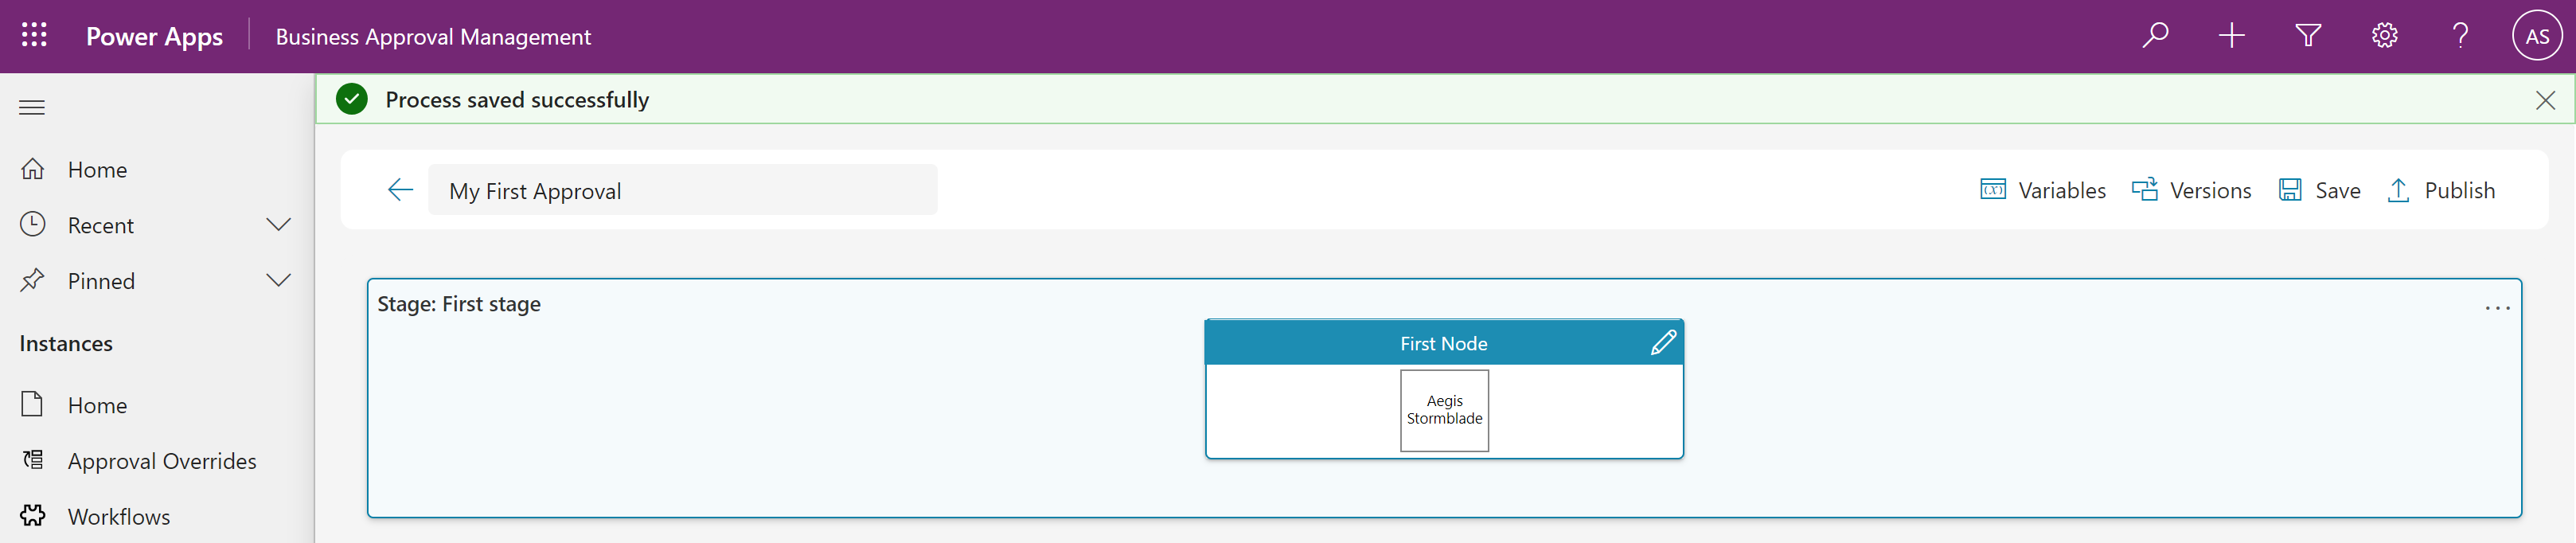 Power Apps
Business Approval Management
AS
Process saved successfully
Home
Recent
Pinned
Instances
Home
Approval Overrides
Workflows
My First Approval
(X)
Variables
Versions
Save
Publish
Stage: First stage
First Node
Aegis
Stormblade